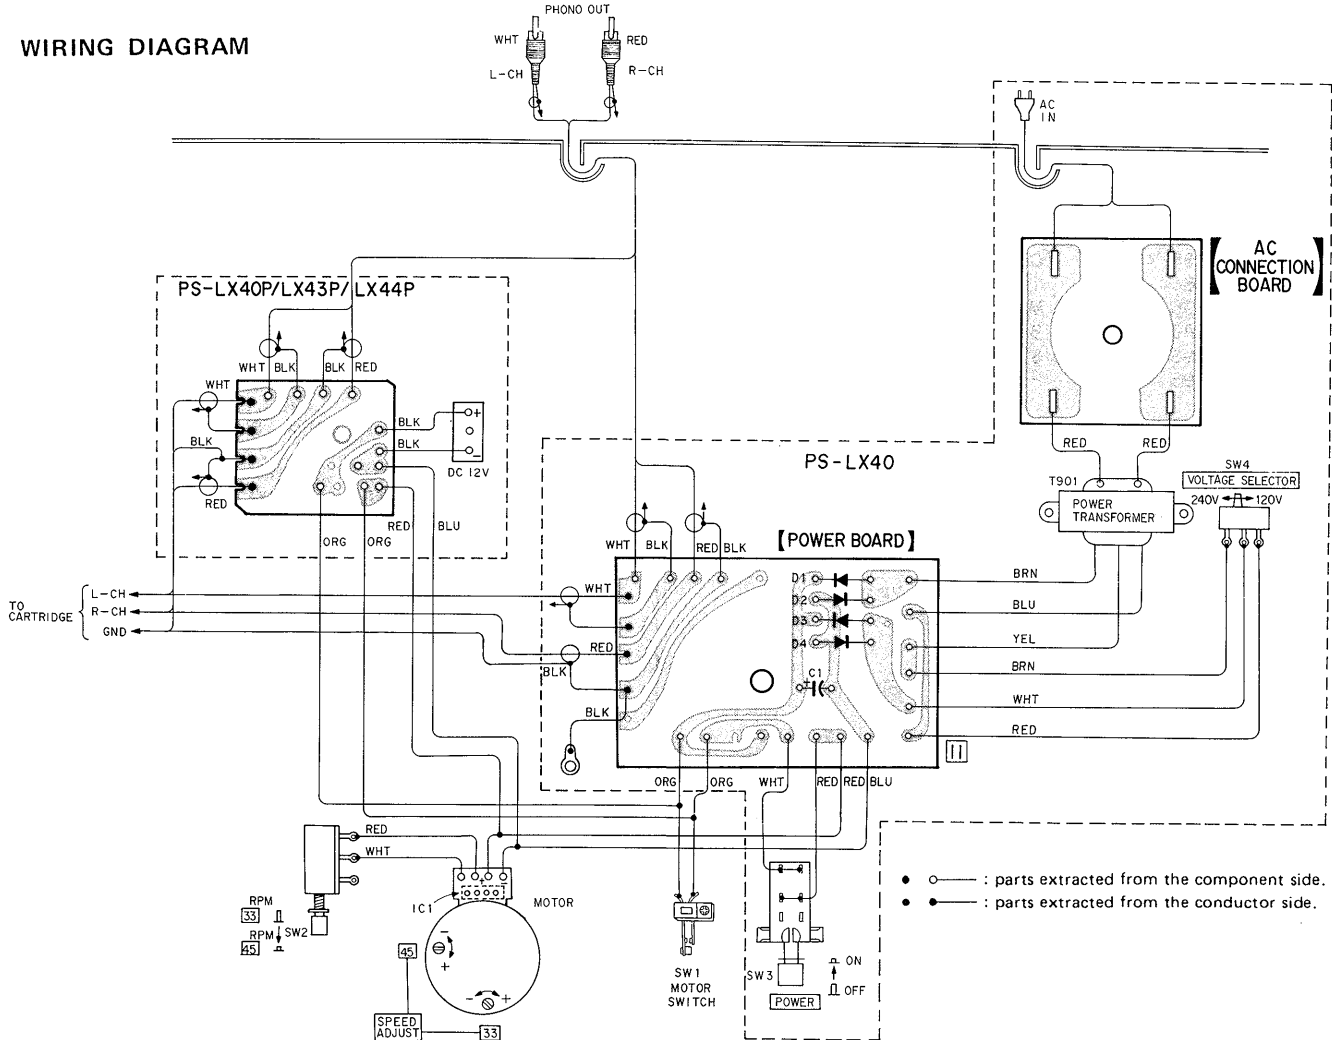 WIRING DIAGRAM
PHONO OUT
WHT
RED
L-CH
R-CH
AC
IN
AC
CONNECTION
BOARD
PS-LX40P/LX43P/LX44P
WHT
BLK
BLK
RED
WHT
BLK
RED
BLK
BLK
+
-
DC 12V
RED
BLU
ORG
ORG
RED
RED
T901
POWER
TRANSFORMER
SW4
VOLTAGE SELECTOR
240V
120V
PS-LX40
【POWER BOARD】
WHT
BLK
RED
BLK
TO
CARTRIDGE
L-CH
R-CH
GND
WHT
RED
BLK
BLK
D1
D2
D3
D4
C1
+
BRN
BLU
YEL
BRN
WHT
RED
11
ORG
ORG
WHT
RED
RED
BLU
RED
WHT
+
-
IC1
MOTOR
RPM
33
RPM
45
SW2
45
-
+
-
+
SPEED
ADJUST
33
SW1
MOTOR
SWITCH
SW3
POWER
ON
OFF
: parts extracted from the component side.
: parts extracted from the conductor side.